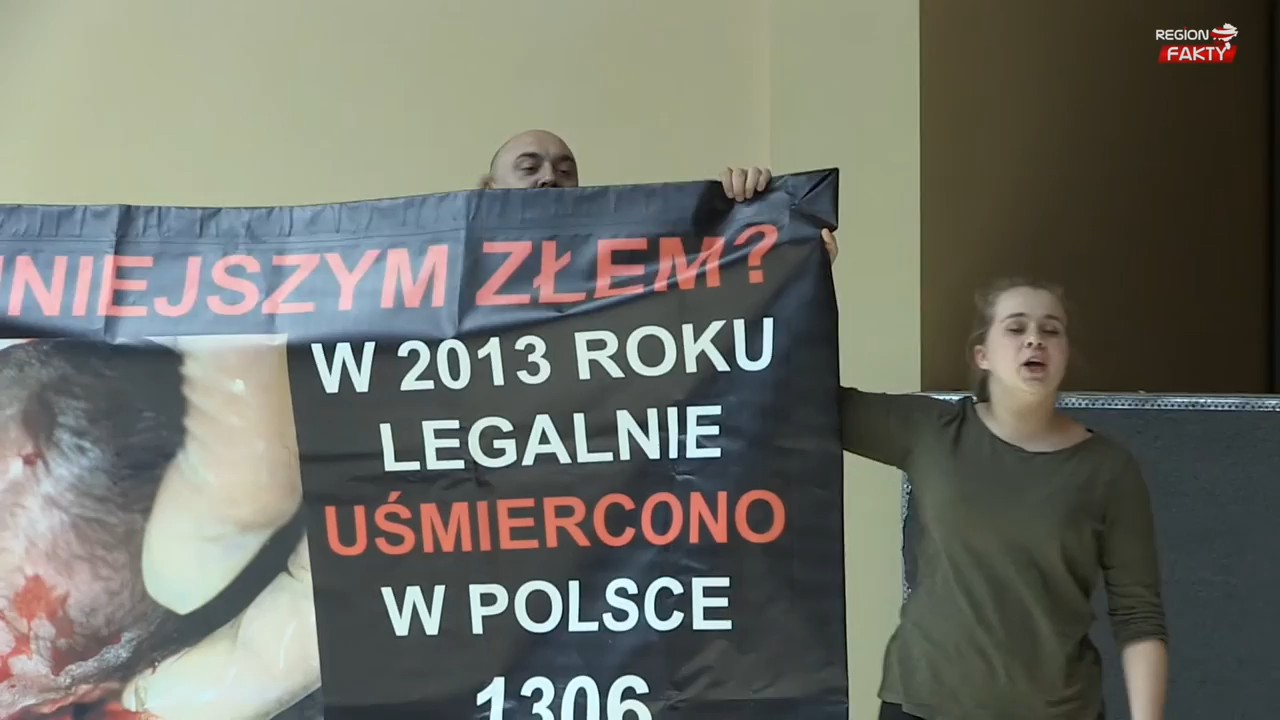 REGION
FAKTY
NIEJSZYM ZŁEM?
W 2013 ROKU
LEGALNIE
UŚMIERCONO
W POLSCE
1306